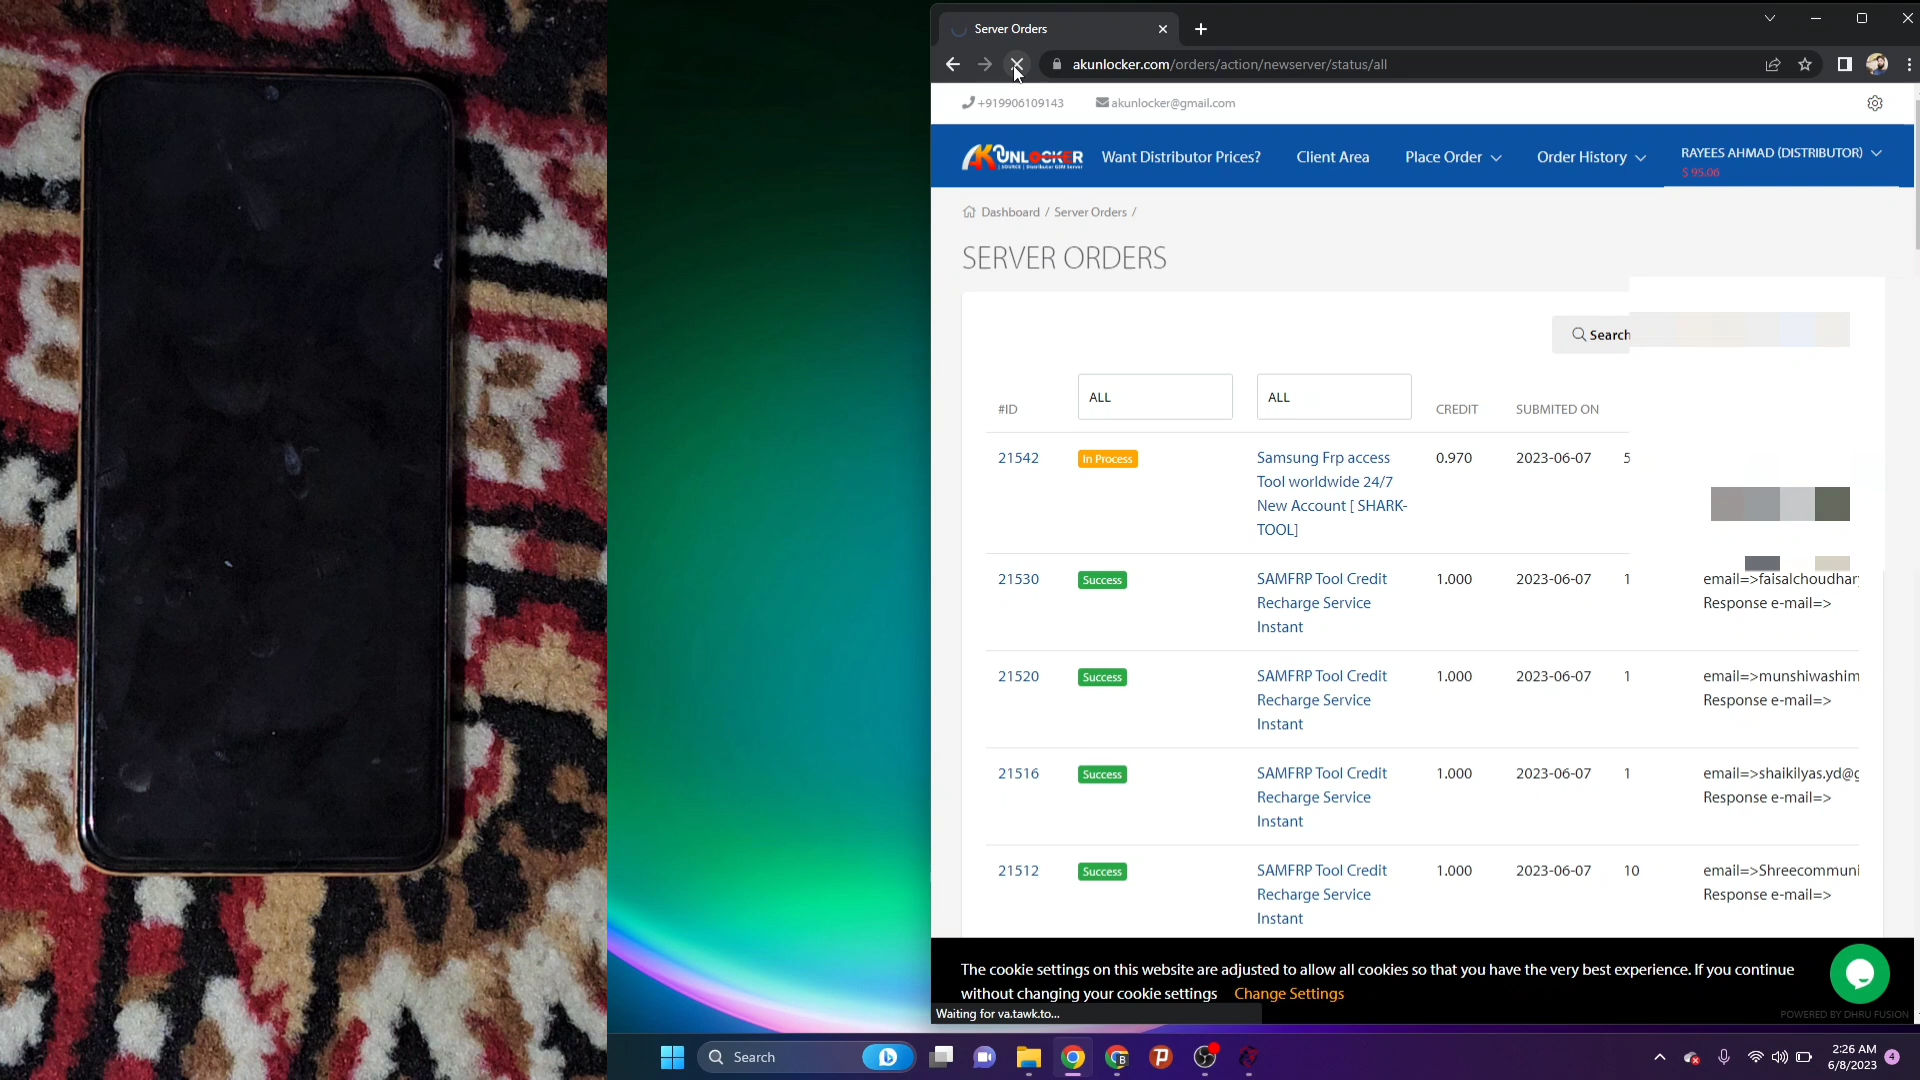 Server Orders
akunlocker.com/orders/action/newserver/status/all
+919906109143 akunlocker@gmail.com
AK UNLOCKER Want Distributor Prices? Client Area Place Order Order History RAYEES AHMAD (DISTRIBUTOR)
$ 95.06
Dashboard / Server Orders /
SERVER ORDERS
Search
#ID ALL ALL CREDIT SUBMITED ON
21542 In Process Samsung Frp access 0.970 2023-06-07 5
Tool worldwide 24/7
New Account [ SHARK-
TOOL]
21530 Success SAMFRP Tool Credit 1.000 2023-06-07 1 email=>faisalchoudhar
Recharge Service Response e-mail=>
Instant
21520 Success SAMFRP Tool Credit 1.000 2023-06-07 1 email=>munshiwashim
Recharge Service Response e-mail=>
Instant
21516 Success SAMFRP Tool Credit 1.000 2023-06-07 1 email=>shaikilyas.yd@g
Recharge Service Response e-mail=>
Instant
21512 Success SAMFRP Tool Credit 1.000 2023-06-07 10 email=>Shreecommuni
Recharge Service Response e-mail=>
Instant
The cookie settings on this website are adjusted to allow all cookies so that you have the very best experience. If you continue
without changing your cookie settings Change Settings
Waiting for va.tawk.to...
POWERED BY DHRU FUSION
Search
2:26 AM
6/8/2023 4